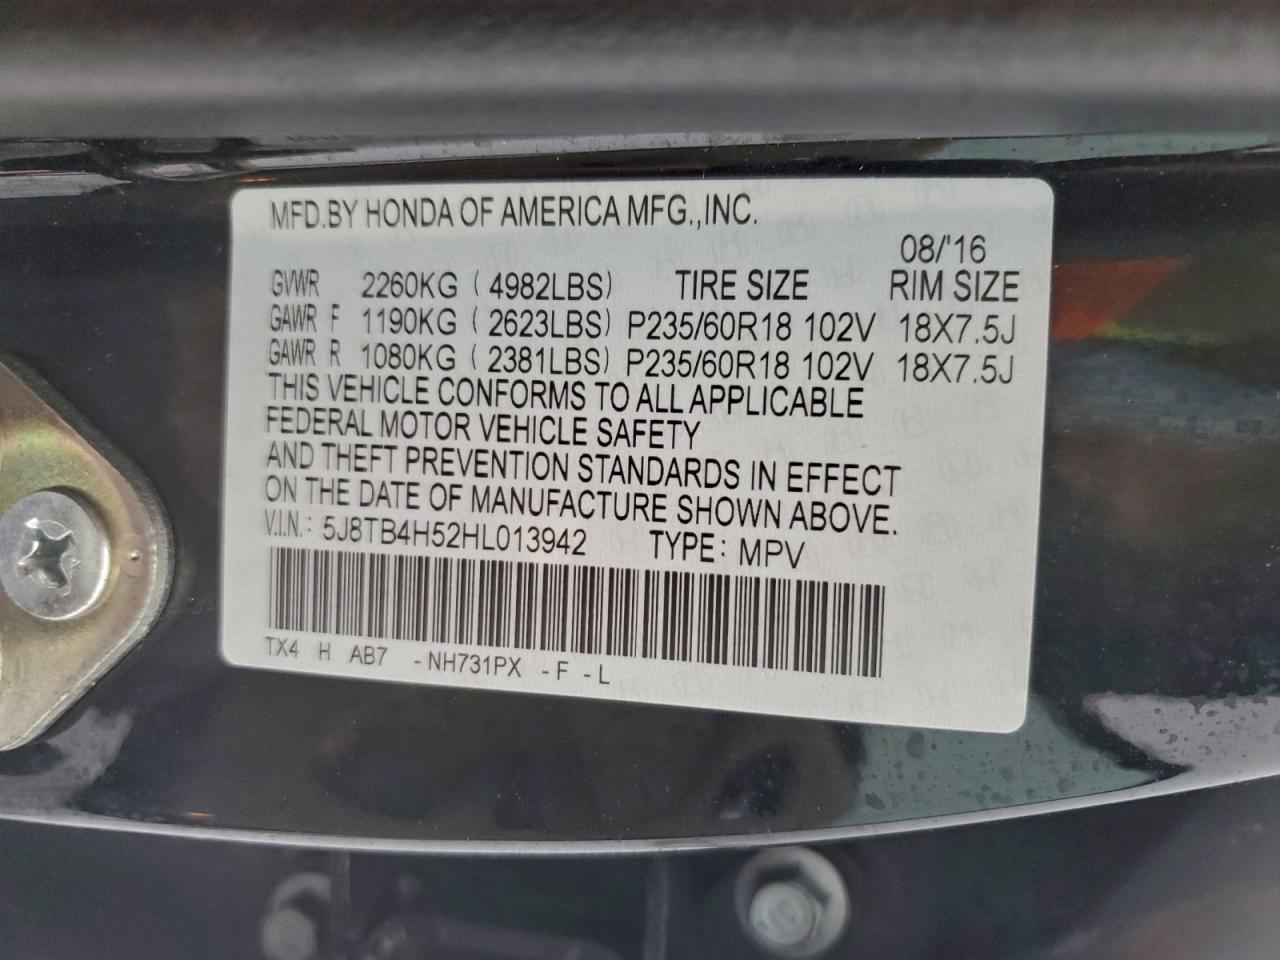 MFD.BY HONDA OF AMERICA MFG.,INC.
08/'16
GVWR 2260KG ( 4982LBS) TIRE SIZE RIM SIZE
GAWR F 1190KG ( 2623LBS) P235/60R18 102V 18X7.5J
GAWR R 1080KG ( 2381LBS) P235/60R18 102V 18X7.5J
THIS VEHICLE CONFORMS TO ALL APPLICABLE
FEDERAL MOTOR VEHICLE SAFETY
AND THEFT PREVENTION STANDARDS IN EFFECT
ON THE DATE OF MANUFACTURE SHOWN ABOVE.
V.I.N.: 5J8TB4H52HL013942 TYPE: MPV
TX4 H AB7 -NH731PX -F -L